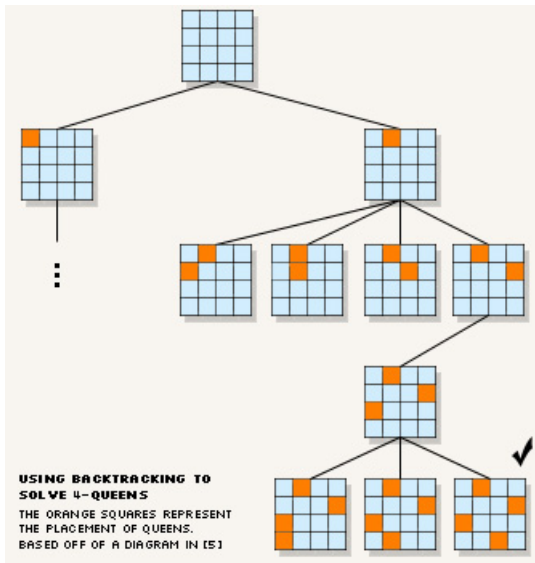 USING BACKTRACKING TO
SOLVE 4-QUEENS
THE ORANGE SQUARES REPRESENT
THE PLACEMENT OF QUEENS.
BASED OFF OF A DIAGRAM IN [5]